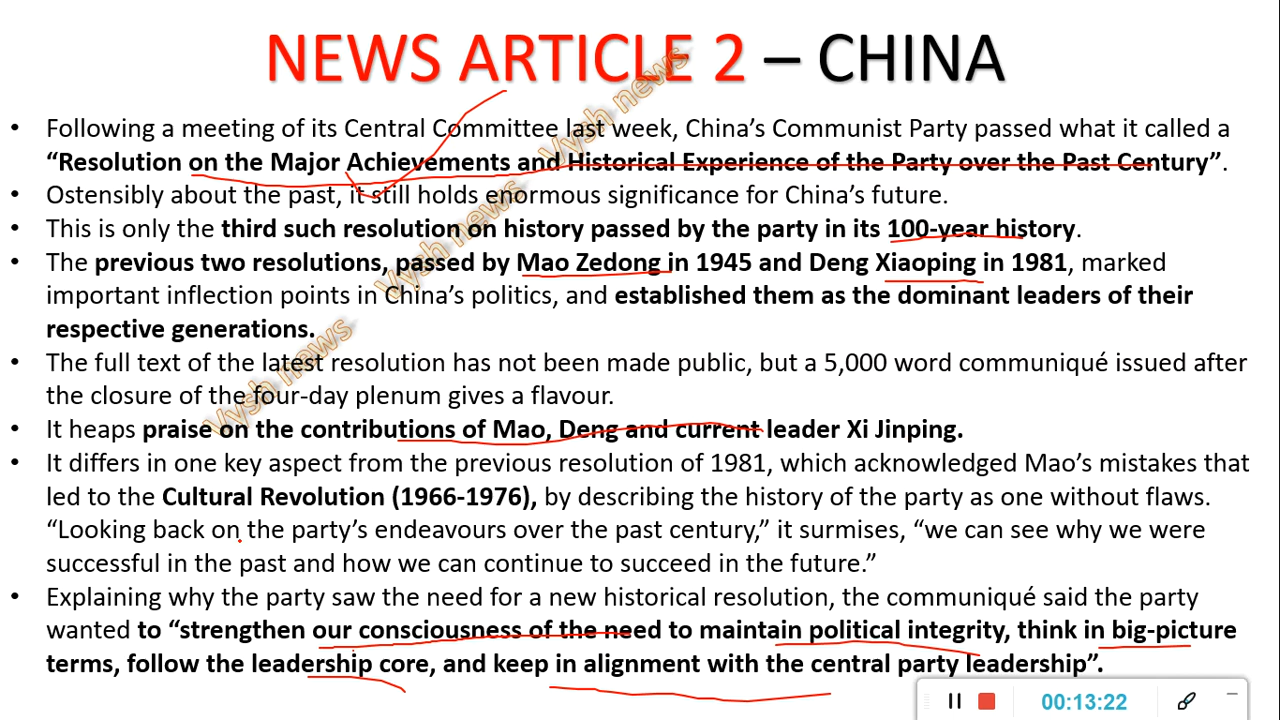 NEWS ARTICLE 2 – CHINA
• Following a meeting of its Central Committee last week, China’s Communist Party passed what it called a
“Resolution on the Major Achievements and Historical Experience of the Party over the Past Century”.
• Ostensibly about the past, it still holds enormous significance for China’s future.
• This is only the third such resolution on history passed by the party in its 100-year history.
• The previous two resolutions, passed by Mao Zedong in 1945 and Deng Xiaoping in 1981, marked
important inflection points in China’s politics, and established them as the dominant leaders of their
respective generations.
• The full text of the latest resolution has not been made public, but a 5,000 word communiqué issued after
the closure of the four-day plenum gives a flavour.
• It heaps praise on the contributions of Mao, Deng and current leader Xi Jinping.
• It differs in one key aspect from the previous resolution of 1981, which acknowledged Mao’s mistakes that
led to the Cultural Revolution (1966-1976), by describing the history of the party as one without flaws.
“Looking back on the party’s endeavours over the past century,” it surmises, “we can see why we were
successful in the past and how we can continue to succeed in the future.”
• Explaining why the party saw the need for a new historical resolution, the communiqué said the party
wanted to “strengthen our consciousness of the need to maintain political integrity, think in big-picture
terms, follow the leadership core, and keep in alignment with the central party leadership”.
Vysh news
Vysh news
Vysh news
00:13:22